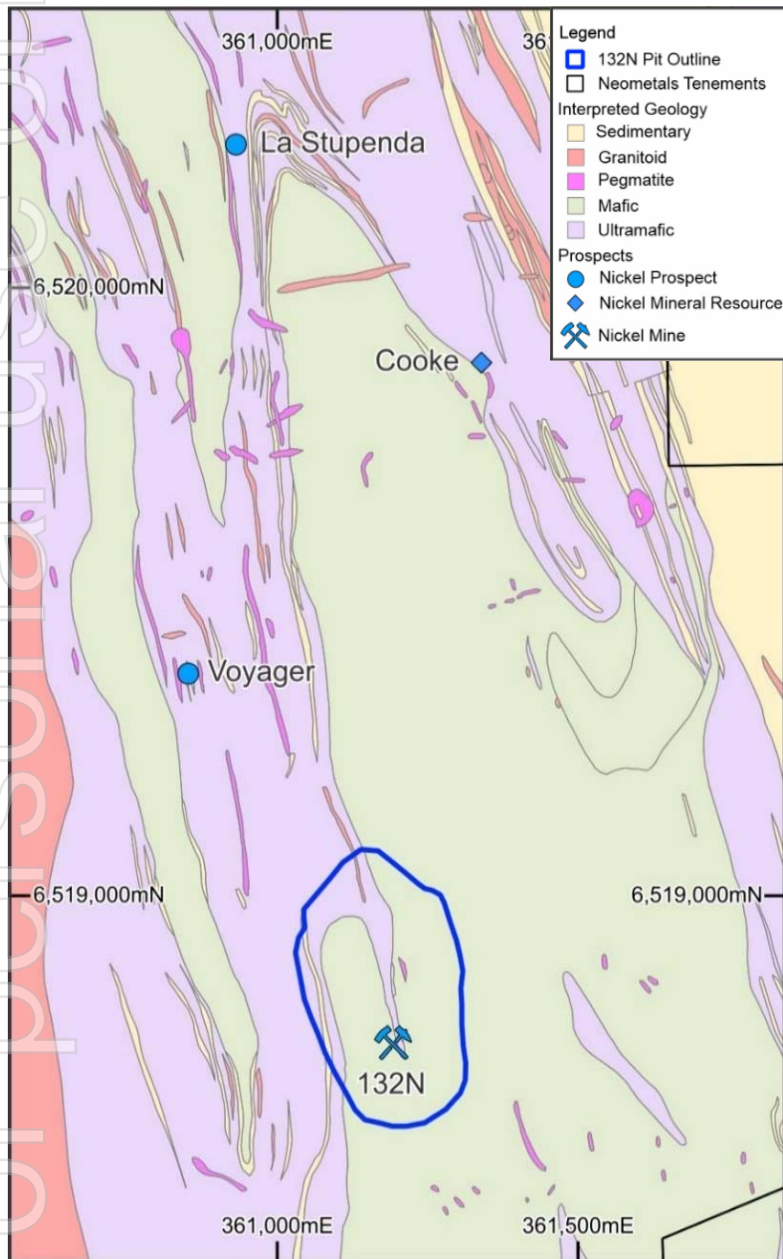 361,000mE
36
Legend
132N Pit Outline
Neometals Tenements
Interpreted Geology
Sedimentary
Granitoid
Pegmatite
Mafic
Ultramafic
Prospects
Nickel Prospect
Nickel Mineral Resource
Nickel Mine
La Stupenda
6,520,000mN
Cooke
Voyager
6,519,000mN
6,519,000mN
132N
361,000mE
361,500mE